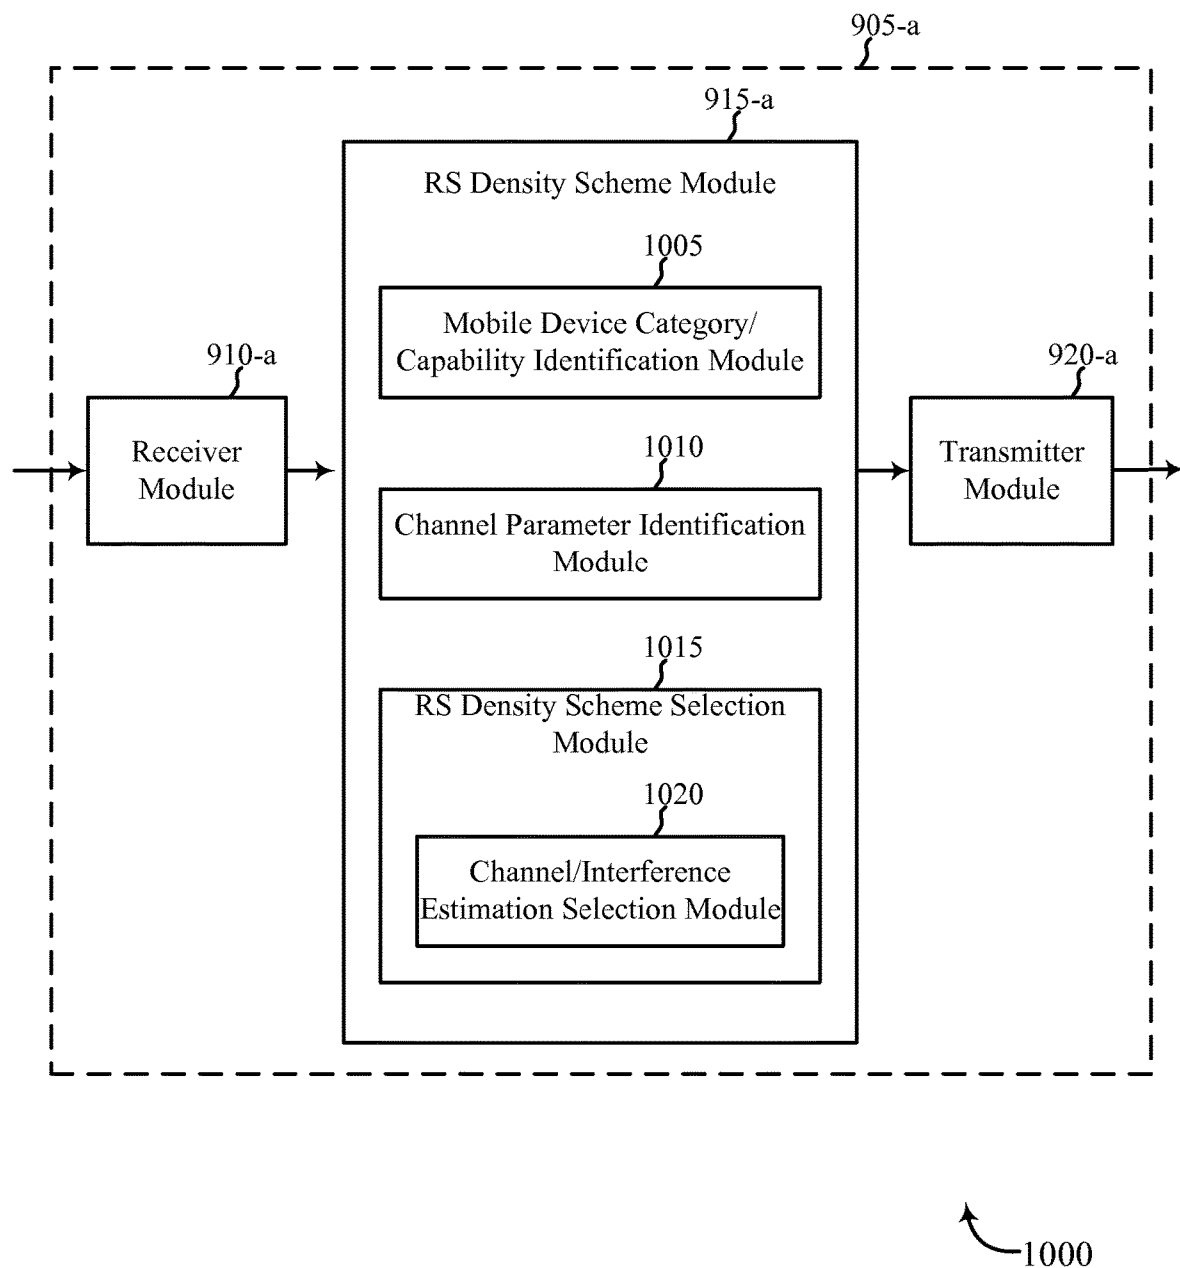 905-a
915-a
RS Density Scheme Module
1005
Mobile Device Category/
Capability Identification Module
910-a
Receiver
Module
920-a
Transmitter
Module
1010
Channel Parameter Identification
Module
1015
RS Density Scheme Selection
Module
1020
Channel/Interference
Estimation Selection Module
1000